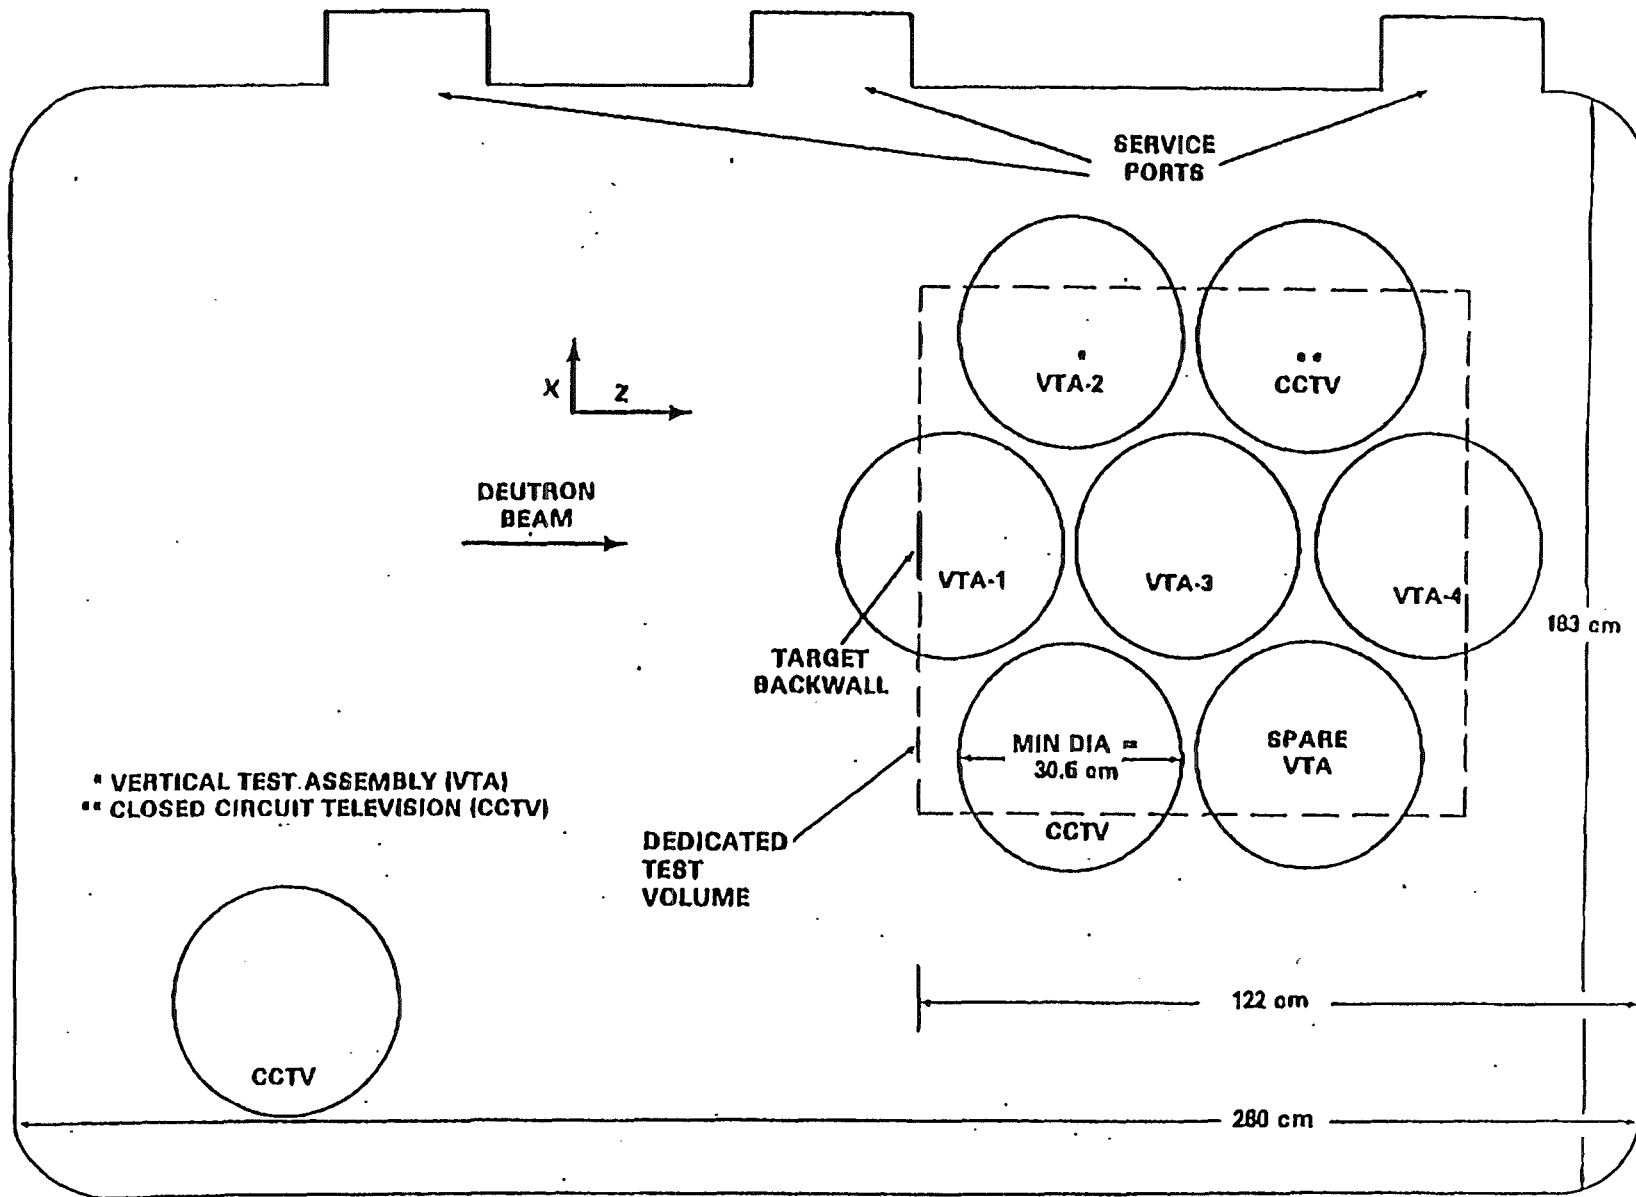 SERVICE
PORTS
•
VTA-2
••
CCTV
X
Z
DEUTRON
BEAM
VTA-1
VTA-3
VTA-4
183 cm
TARGET
BACKWALL
MIN DIA =
30.6 cm
SPARE
VTA
• VERTICAL TEST ASSEMBLY (VTA)
•• CLOSED CIRCUIT TELEVISION (CCTV)
CCTV
DEDICATED
TEST
VOLUME
122 cm
CCTV
280 cm